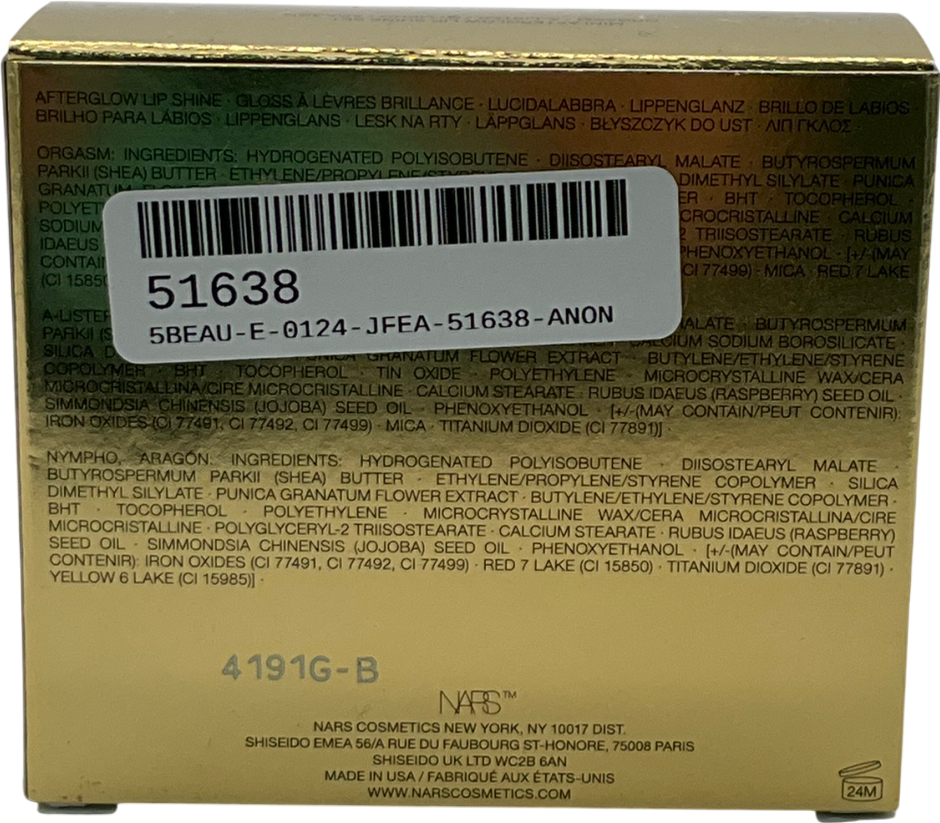 AFTERGLOW LIP SHINE · GLOSS À LÈVRES BRILLANCE · LUCIDALABBRA · LIPPENGLANZ · BRILLO DE LABIOS ·
BRILHO PARA LÁBIOS · LIPPENGLANS · LESK NA RTY · LÄPPGLANS · BŁYSZCZYK DO UST · ΛΙΠ ΓΚΛΟΣ ·
ORGASM: INGREDIENTS: HYDROGENATED POLYISOBUTENE · DIISOSTEARYL MALATE · BUTYROSPERMUM
PARKII (SHEA) BUTTER · ETHYLENE/PROPYLENE/STYRENE
DIMETHYL SILYLATE · PUNICA
GRANATUM
· BHT · TOCOPHEROL ·
SODIUM
· CALCIUM
IDAEUS
TRIISOSTEARATE · RUBUS
PHENOXYETHANOL · [+/-(MAY
(CI 15850
CI 77499) · MICA · RED 7 LAKE
51638
5BEAU-E-0124-JFEA-51638-ANON
BUTYROSPERMUM
PARKII
CALCIUM SODIUM BOROSILICATE ·
SILICA
PUNICA GRANATUM FLOWER EXTRACT · BUTYLENE/ETHYLENE/STYRENE
COPOLYMER · BHT · TOCOPHEROL · TIN OXIDE · POLYETHYLENE · MICROCRYSTALLINE WAX/CERA
MICROCRISTALLINA/CIRE MICROCRISTALLINE · CALCIUM STEARATE · RUBUS IDAEUS (RASPBERRY) SEED OIL ·
SIMMONDSIA CHINENSIS (JOJOBA) SEED OIL · PHENOXYETHANOL · [+/-(MAY CONTAIN/PEUT CONTENIR):
IRON OXIDES (CI 77491, CI 77492, CI 77499) · MICA · TITANIUM DIOXIDE (CI 77891)] ·
NYMPHO, ARAGÓN: INGREDIENTS: HYDROGENATED POLYISOBUTENE · DIISOSTEARYL MALATE ·
BUTYROSPERMUM PARKII (SHEA) BUTTER · ETHYLENE/PROPYLENE/STYRENE COPOLYMER · SILICA
DIMETHYL SILYLATE · PUNICA GRANATUM FLOWER EXTRACT · BUTYLENE/ETHYLENE/STYRENE COPOLYMER ·
BHT · TOCOPHEROL · POLYETHYLENE · MICROCRYSTALLINE WAX/CERA MICROCRISTALLINA/CIRE
MICROCRISTALLINE · POLYGLYCERYL-2 TRIISOSTEARATE · CALCIUM STEARATE · RUBUS IDAEUS (RASPBERRY)
SEED OIL · SIMMONDSIA CHINENSIS (JOJOBA) SEED OIL · PHENOXYETHANOL · [+/-(MAY CONTAIN/PEUT
CONTENIR): IRON OXIDES (CI 77491, CI 77492, CI 77499) · RED 7 LAKE (CI 15850) · TITANIUM DIOXIDE (CI 77891) ·
YELLOW 6 LAKE (CI 15985)] ·
4191G-B
NARS™
NARS COSMETICS NEW YORK, NY 10017 DIST.
SHISEIDO EMEA 56/A RUE DU FAUBOURG ST-HONORE, 75008 PARIS
SHISEIDO UK LTD WC2B 6AN
MADE IN USA / FABRIQUÉ AUX ÉTATS-UNIS
WWW.NARSCOSMETICS.COM
24M